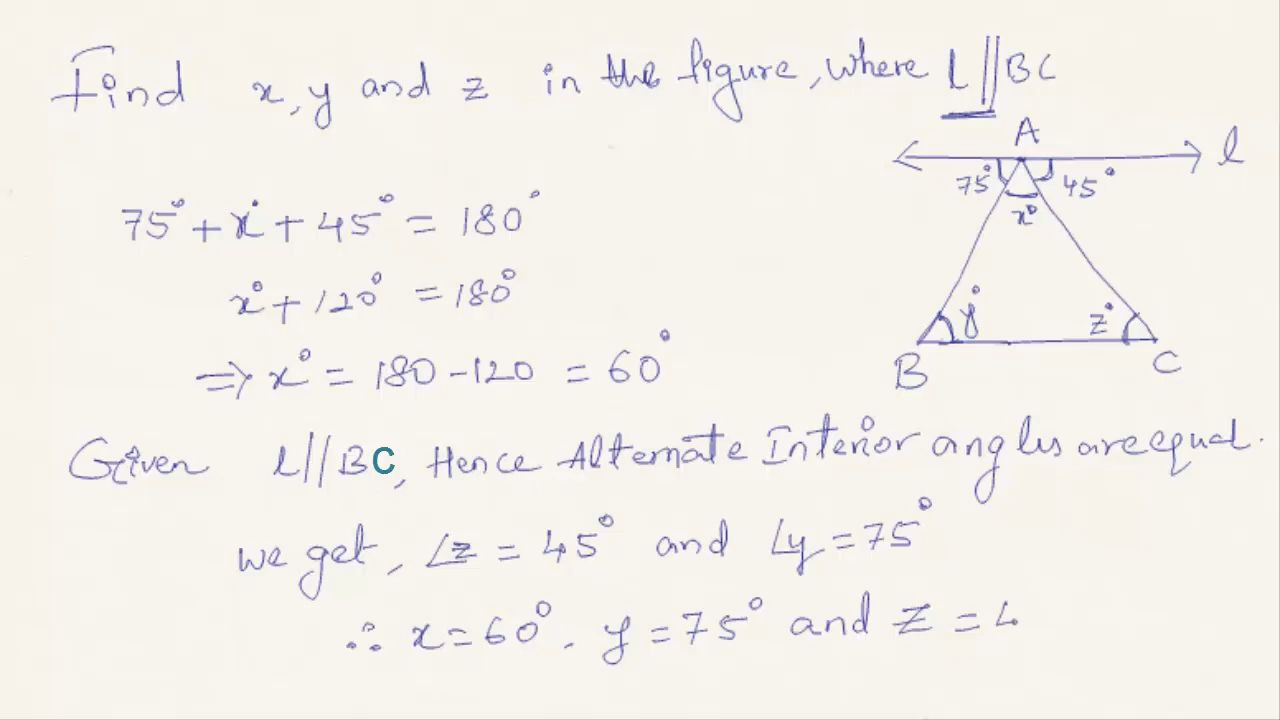 Find x, y and z in the figure, where l||BC
A
l
75° 45°
x°
75° + x° + 45° = 180°
x° + 120° = 180°
y° z°
⇒ x° = 180 - 120 = 60°
B C
Given l||BC, Hence Alternate Interior angles are equal.
we get, ∠z = 45° and ∠y = 75°
∴ x = 60°, y = 75° and z = 4